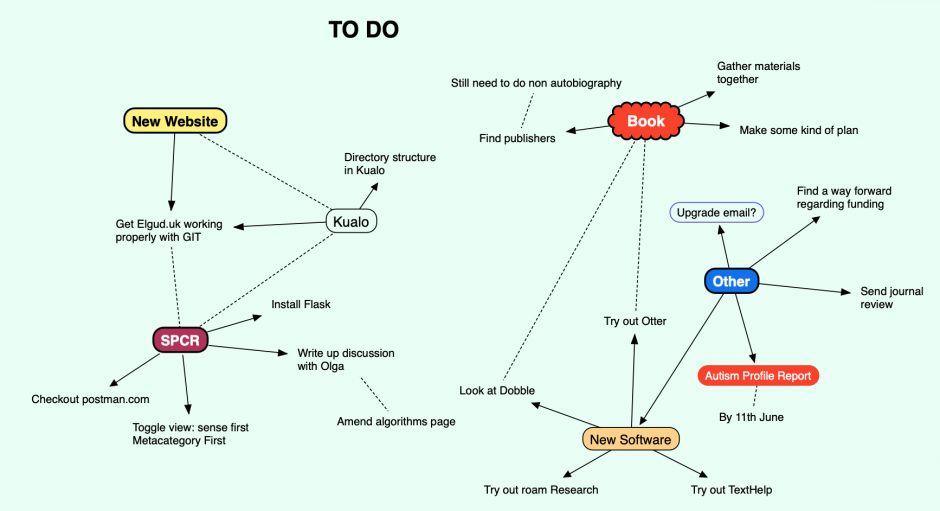 TO DO
New Website
Directory structure
in Kualo
Kualo
Get Elgud.uk working
properly with GIT
Install Flask
SPCR
Write up discussion
with Olga
Checkout postman.com
Toggle view: sense first
Metacategory First
Amend algorithms page
Still need to do non autobiography
Gather materials
together
Book
Find publishers
Make some kind of plan
Find a way forward
regarding funding
Upgrade email?
Other
Send journal
review
Try out Otter
Autism Profile Report
Look at Dobble
By 11th June
New Software
Try out roam Research
Try out TextHelp